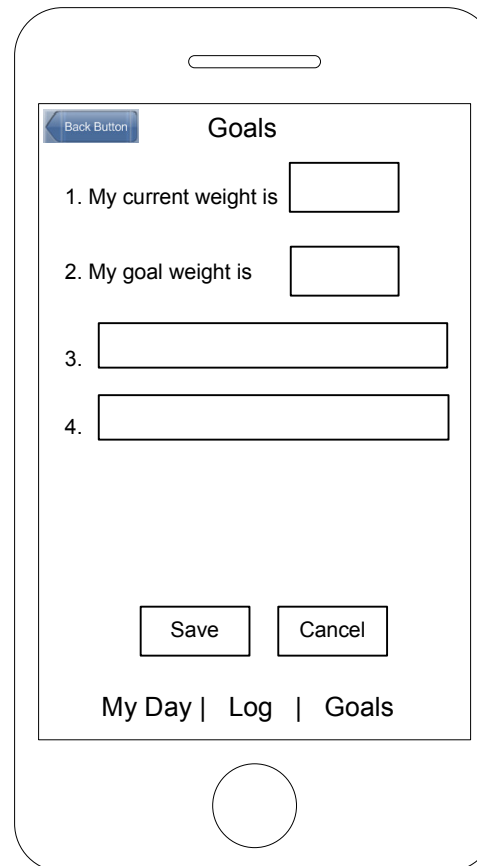 Back Button Goals
1. My current weight is
2. My goal weight is
3.
4.
Save Cancel
My Day | Log | Goals